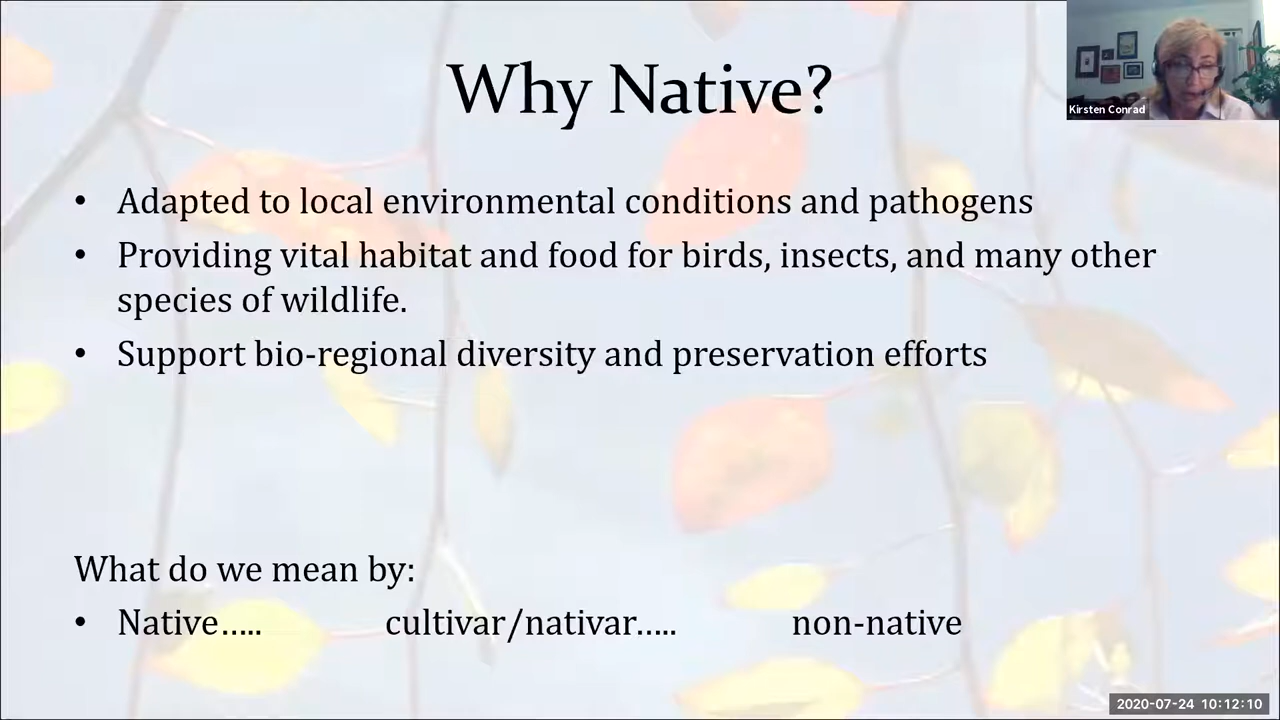 Why Native?
Kirsten Conrad
• Adapted to local environmental conditions and pathogens
• Providing vital habitat and food for birds, insects, and many other
species of wildlife.
• Support bio-regional diversity and preservation efforts
What do we mean by:
• Native..... cultivar/nativar..... non-native
2020-07-24 10:12:10